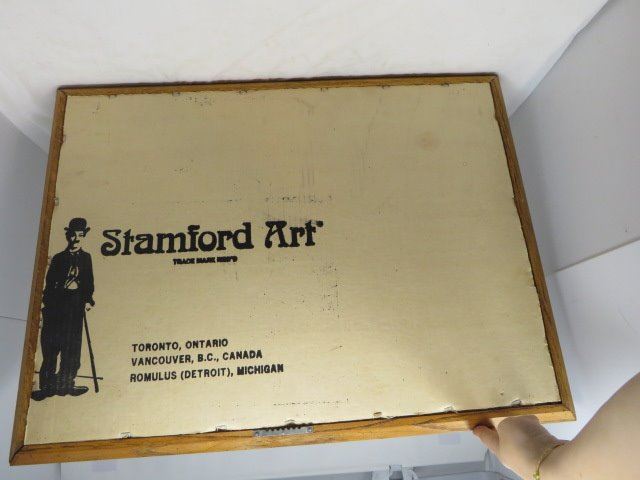 Stamford Art®
TRADE MARK REG'D
TORONTO, ONTARIO
VANCOUVER, B.C., CANADA
ROMULUS (DETROIT), MICHIGAN